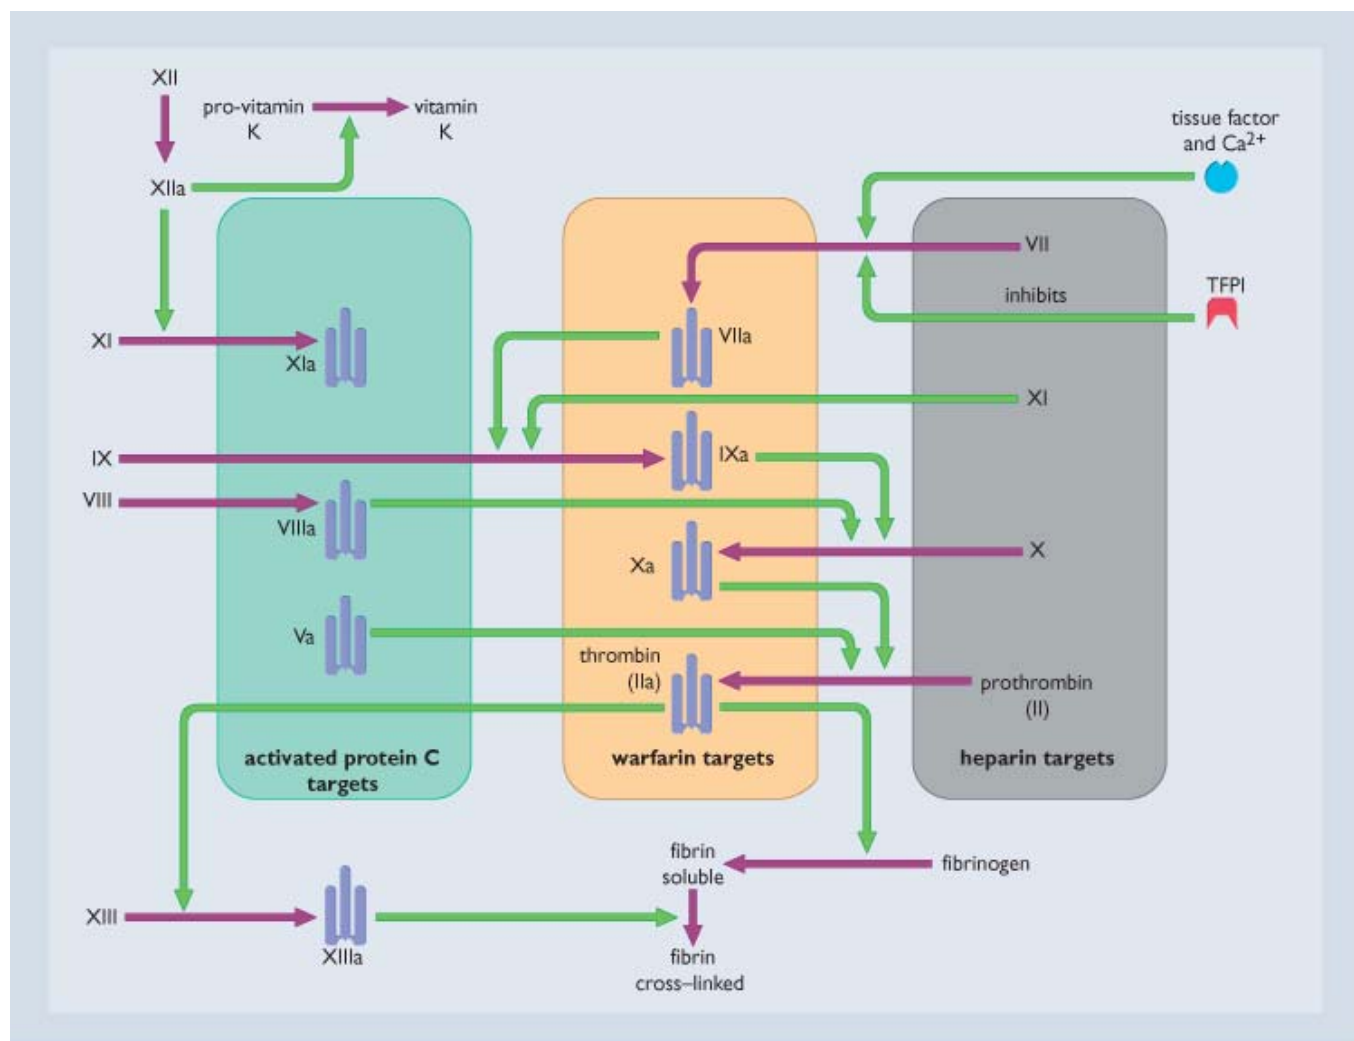 XII
pro-vitamin
K
vitamin
K
tissue factor
and Ca2+
XIIa
VII
inhibits
TFPI
XI
XIa
VIIa
XI
IX
IXa
VIII
VIIIa
Xa
X
Va
thrombin
(IIa)
prothrombin
(II)
activated protein C
targets
warfarin targets
heparin targets
fibrin
soluble
fibrinogen
XIII
XIIIa
fibrin
cross–linked